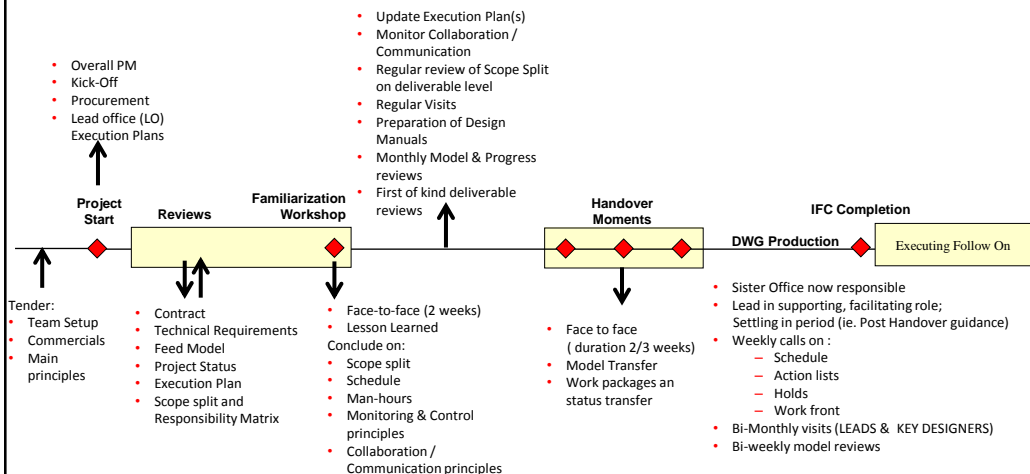 • Update Execution Plan(s)
• Monitor Collaboration /
Communication
• Regular review of Scope Split
on deliverable level
• Regular Visits
• Preparation of Design
Manuals
• Monthly Model & Progress
reviews
• First of kind deliverable
reviews
• Overall PM
• Kick-Off
• Procurement
• Lead office (LO)
Execution Plans
Project
Start
Reviews
Familiarization
Workshop
Handover
Moments
IFC Completion
DWG Production
Executing Follow On
Tender:
• Team Setup
• Commercials
• Main
principles
• Contract
• Technical Requirements
• Feed Model
• Project Status
• Execution Plan
• Scope split and
Responsibility Matrix
• Face-to-face (2 weeks)
• Lesson Learned
Conclude on:
• Scope split
• Schedule
• Man-hours
• Monitoring & Control
principles
• Collaboration /
Communication principles
• Face to face
( duration 2/3 weeks)
• Model Transfer
• Work packages an
status transfer
• Sister Office now responsible
• Lead in supporting, facilitating role;
Settling in period (ie. Post Handover guidance)
• Weekly calls on :
– Schedule
– Action lists
– Holds
– Work front
• Bi-Monthly visits (LEADS & KEY DESIGNERS)
• Bi-weekly model reviews